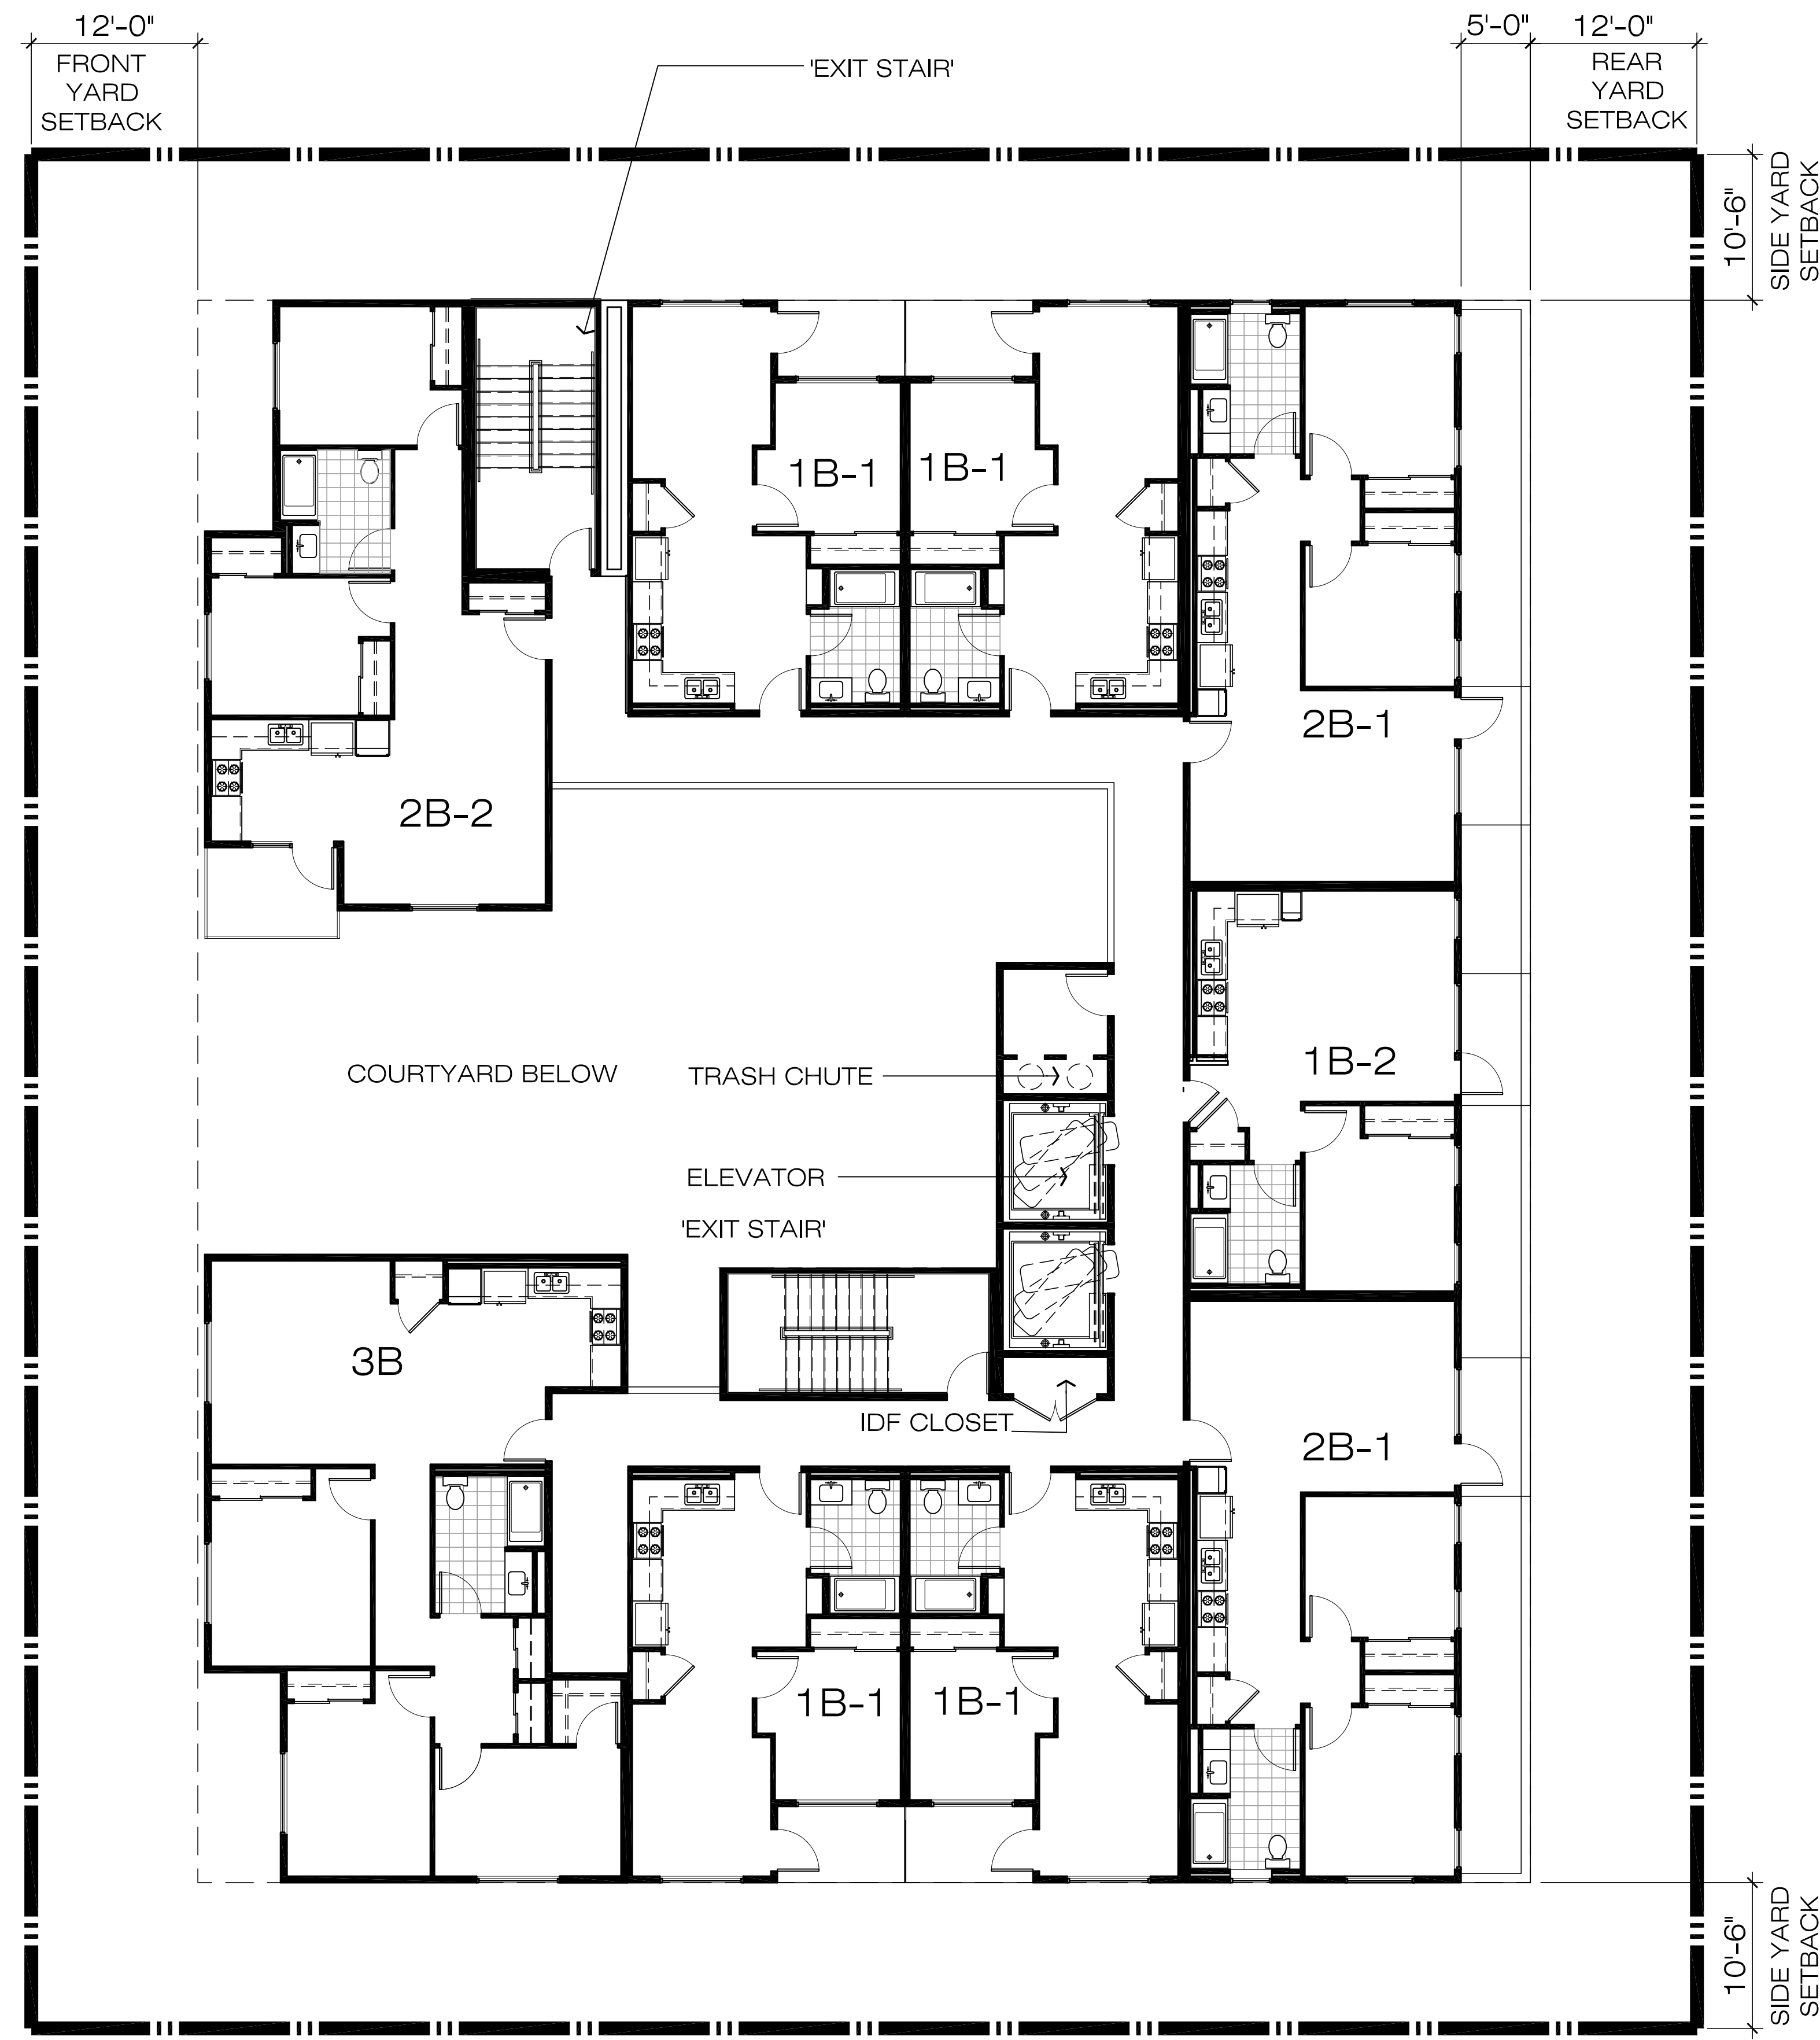 12'-0"
FRONT
YARD
SETBACK
'EXIT STAIR'
5'-0"
12'-0"
REAR
YARD
SETBACK
10'-6"
SIDE YARD
SETBACK
1B-1
1B-1
2B-1
2B-2
1B-2
COURTYARD BELOW
TRASH CHUTE
ELEVATOR
'EXIT STAIR'
3B
IDF CLOSET
2B-1
1B-1
1B-1
10'-6"
SIDE YARD
SETBACK